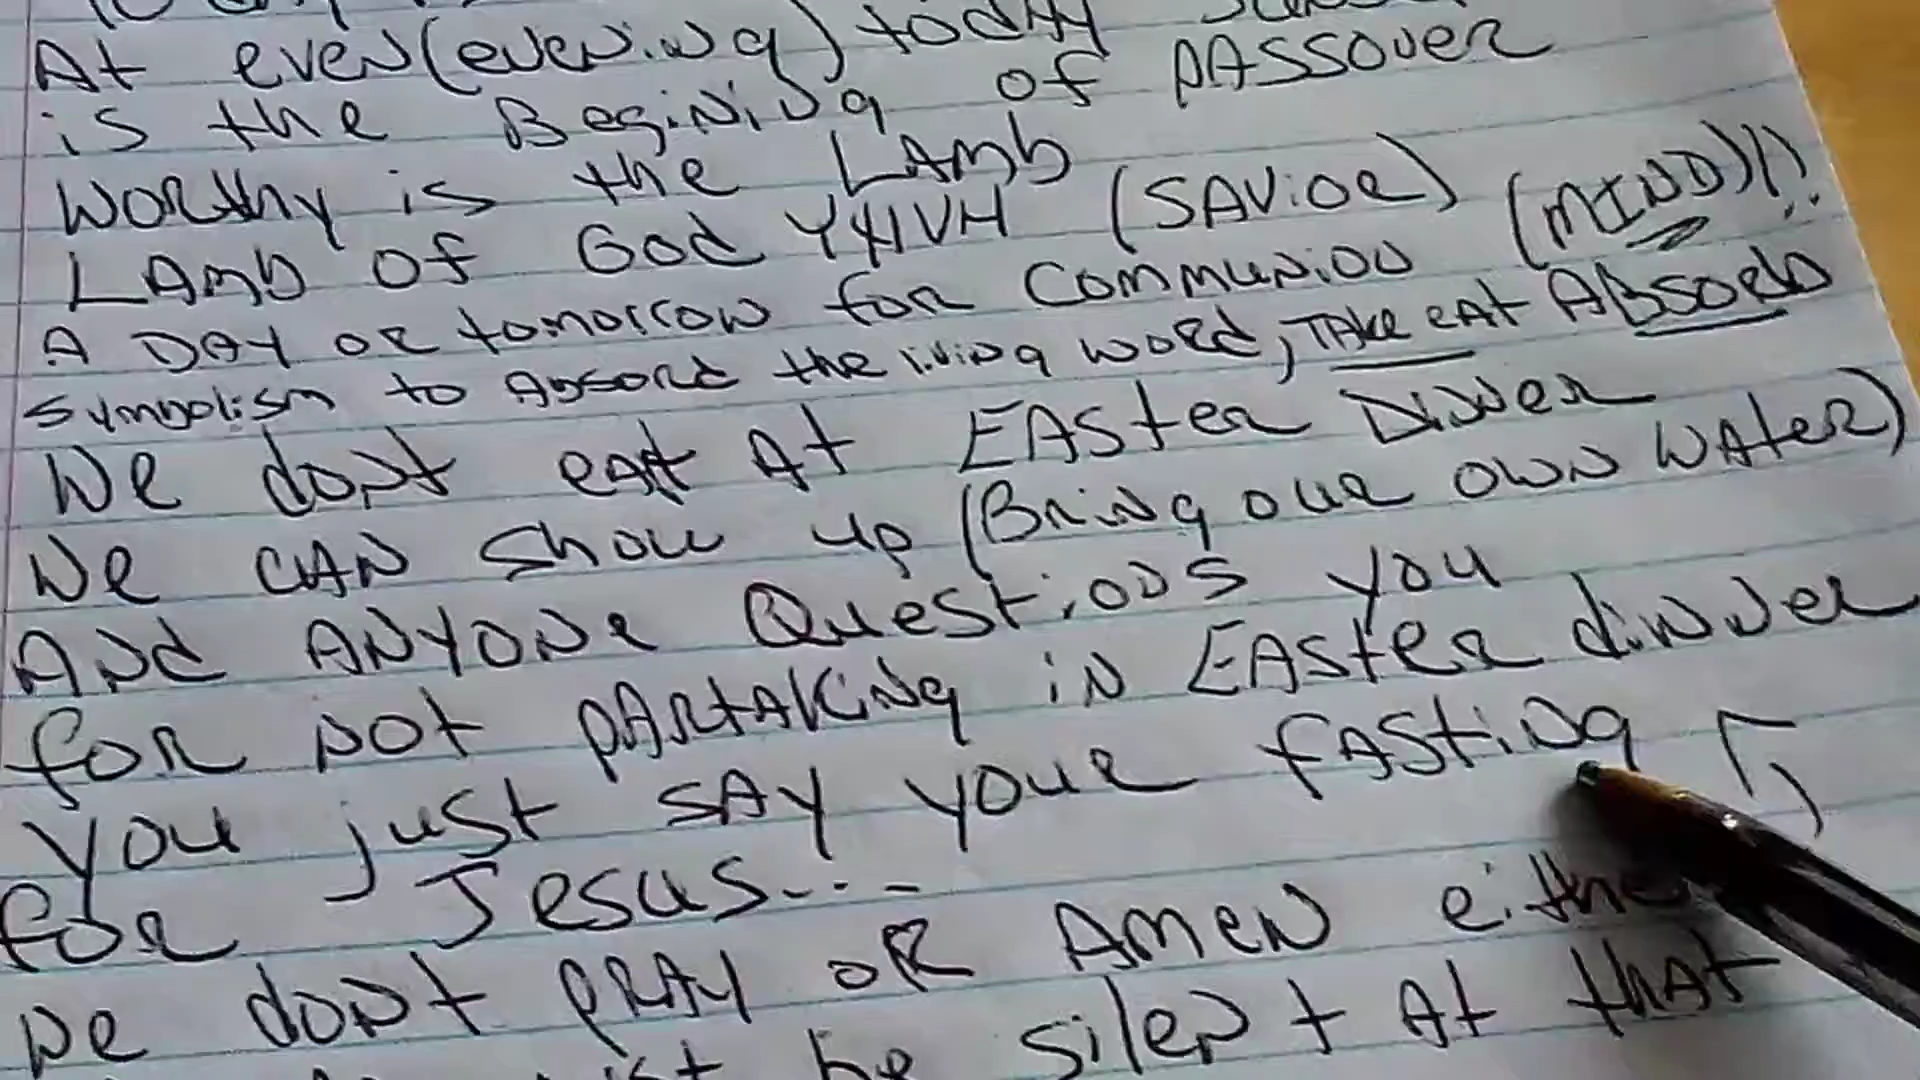 At even (evening) today
is the Begining of PASSOVER
WORthy is the LAmb
LAmb of God YHVH (SAViOR) (MIND)!!
A DAY or tomorrow for Communion
symbolism to Absorb the living word, TAKE eAt ABSORb
We dont eat At EASter DiNNer
We CAN show up (Bring our own WAter)
ANd ANYONe Questions you
for not pARtAKiNg iN EASter dinner
you just SAY your fASting
for Jesus...
We dont PRAY OR AMeN either
be silent At thAt